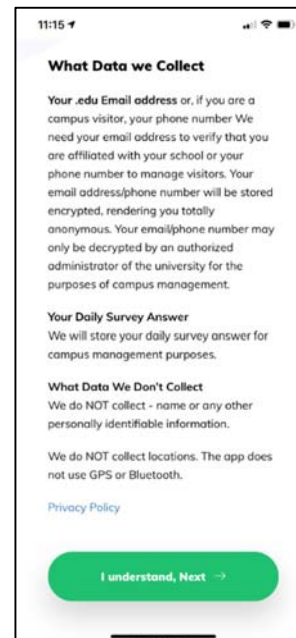 11:15
What Data we Collect
Your .edu Email address or, if you are a
campus visitor, your phone number We
need your email address to verify that you
are affiliated with your school or your
phone number to manage visitors. Your
email address/phone number will be stored
encrypted, rendering you totally
anonymous. Your email/phone number may
only be decrypted by an authorized
administrator of the university for the
purposes of campus management.
Your Daily Survey Answer
We will store your daily survey answer for
campus management purposes.
What Data We Don't Collect
We do NOT collect - name or any other
personally identifiable information.
We do NOT collect locations. The app does
not use GPS or Bluetooth.
Privacy Policy
I understand, Next →